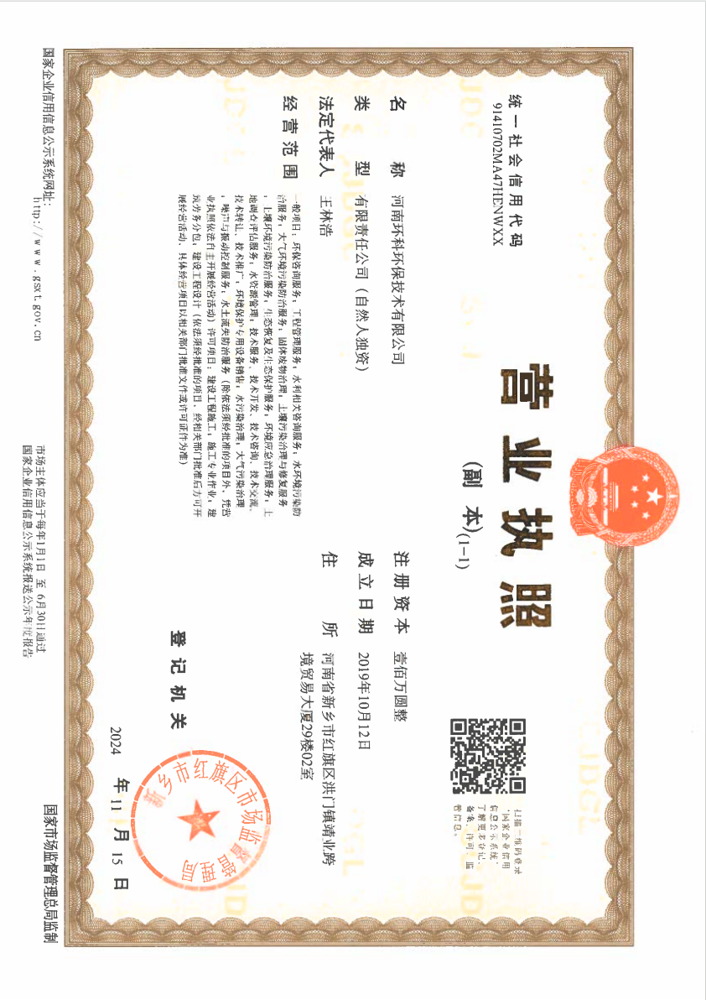 统一社会信用代码
91410702MA47HENWXX
营业执照
(副 本)(1-1)
扫描二维码登录
‘国家企业信用
信息公示系统’
了解更多登记、
备案、许可、监
管信息。
名 称 河南环科环保技术有限公司
类 型 有限责任公司（自然人独资）
法定代表人 王林浩
经营范围 一般项目：环保咨询服务；工程管理服务；水利相关咨询服务；水环境污染防
治服务；大气环境污染防治服务；固体废物治理；土壤污染治理与修复服务
；土壤环境污染防治服务；生态恢复及生态保护服务；环境应急治理服务；土
地调查评估服务；水资源管理；技术服务、技术开发、技术咨询、技术交流、
技术转让、技术推广；环境保护专用设备销售；水污染治理；大气污染治理
；噪声与振动控制服务；水土流失防治服务（除依法须经批准的项目外，凭营
业执照依法自主开展经营活动）许可项目：建设工程施工；施工专业作业；建
筑劳务分包；建设工程设计（依法须经批准的项目，经相关部门批准后方可开
展经营活动，具体经营项目以相关部门批准文件或许可证件为准）
注册资本 壹佰万圆整
成立日期 2019年10月12日
住 所 河南省新乡市红旗区洪门镇靖业跨
境贸易大厦29楼02室
登记机关
新乡市红旗区市场监督管理局
2024 年 11 月 15 日
国家企业信用信息公示系统网址：
http://www.gsxt.gov.cn
市场主体应当于每年1月1日 至 6月30日通过
国家企业信用信息公示系统报送公示年度报告
国家市场监督管理总局监制